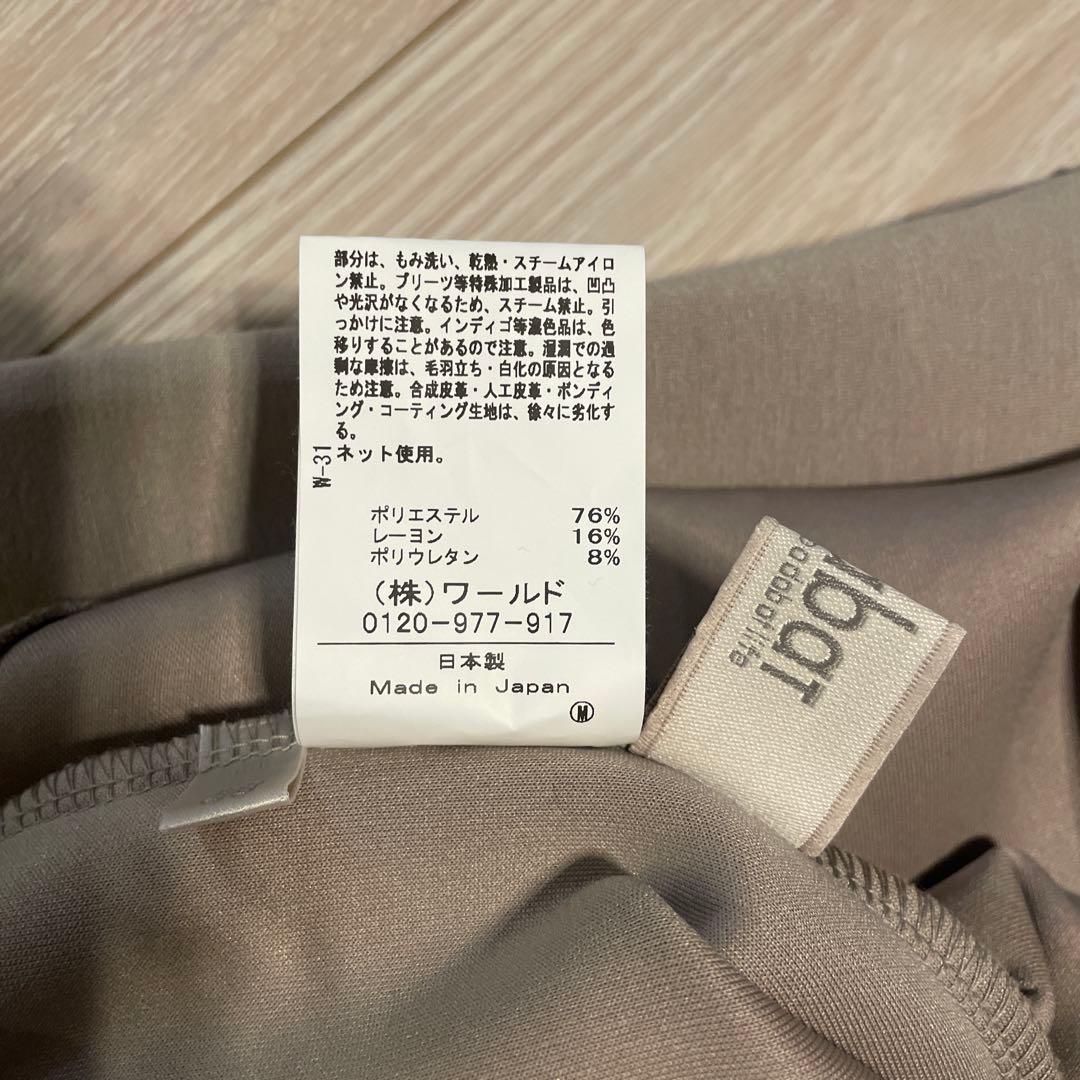 部分は、もみ洗い、乾熱・スチームアイロ
ン禁止。プリーツ等特殊加工製品は、凹凸
や光沢がなくなるため、スチーム禁止。引
っかけに注意。インディゴ等濃色品は、色
移りすることがあるので注意。湿潤での過
剰な摩擦は、毛羽立ち・白化の原因となる
ため注意。合成皮革・人工皮革・ボンディ
ング・コーティング生地は、徐々に劣化す
る。
ネット使用。
W-31
ポリエステル 76%
レーヨン 16%
ポリウレタン 8%
(株)ワールド
0120-977-917
日本製
Made in Japan
M
of life